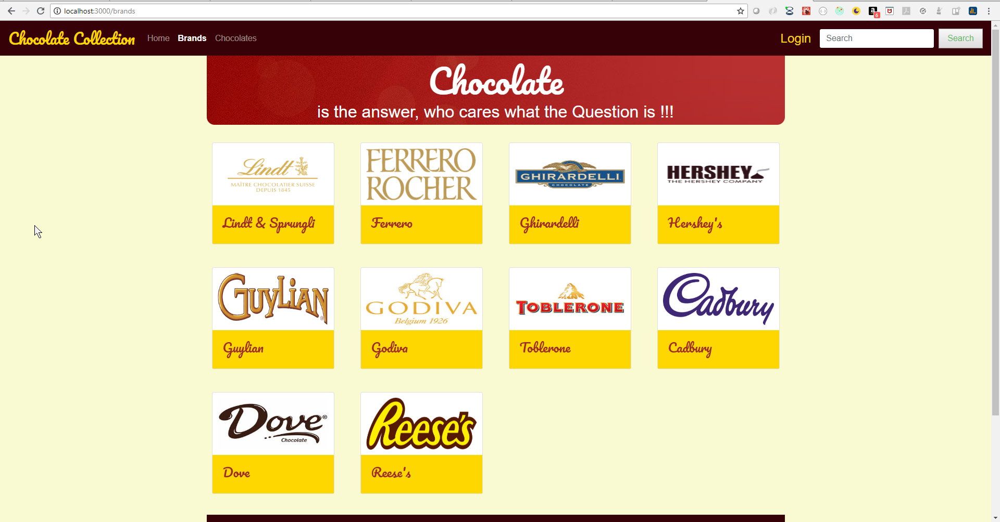 localhost:3000/brands
6
Chocolate Collection Home Brands Chocolates Login Search Search
Chocolate
is the answer, who cares what the Question is !!!
Lindt
MAÎTRE CHOCOLATIER SUISSE
DEPUIS 1845
Lindt & Sprungli
FERRERO
ROCHER
Ferrero
GHIRARDELLI
CHOCOLATE
Ghirardelli
HERSHEY
THE HERSHEY COMPANY
Hershey's
GUYLIAN
®
Guylian
GODIVA
Belgium 1926
Godiva
TOBLERONE
Toblerone
Cadbury
Cadbury
Dove®
Chocolate
Dove
Reese's
Reese's